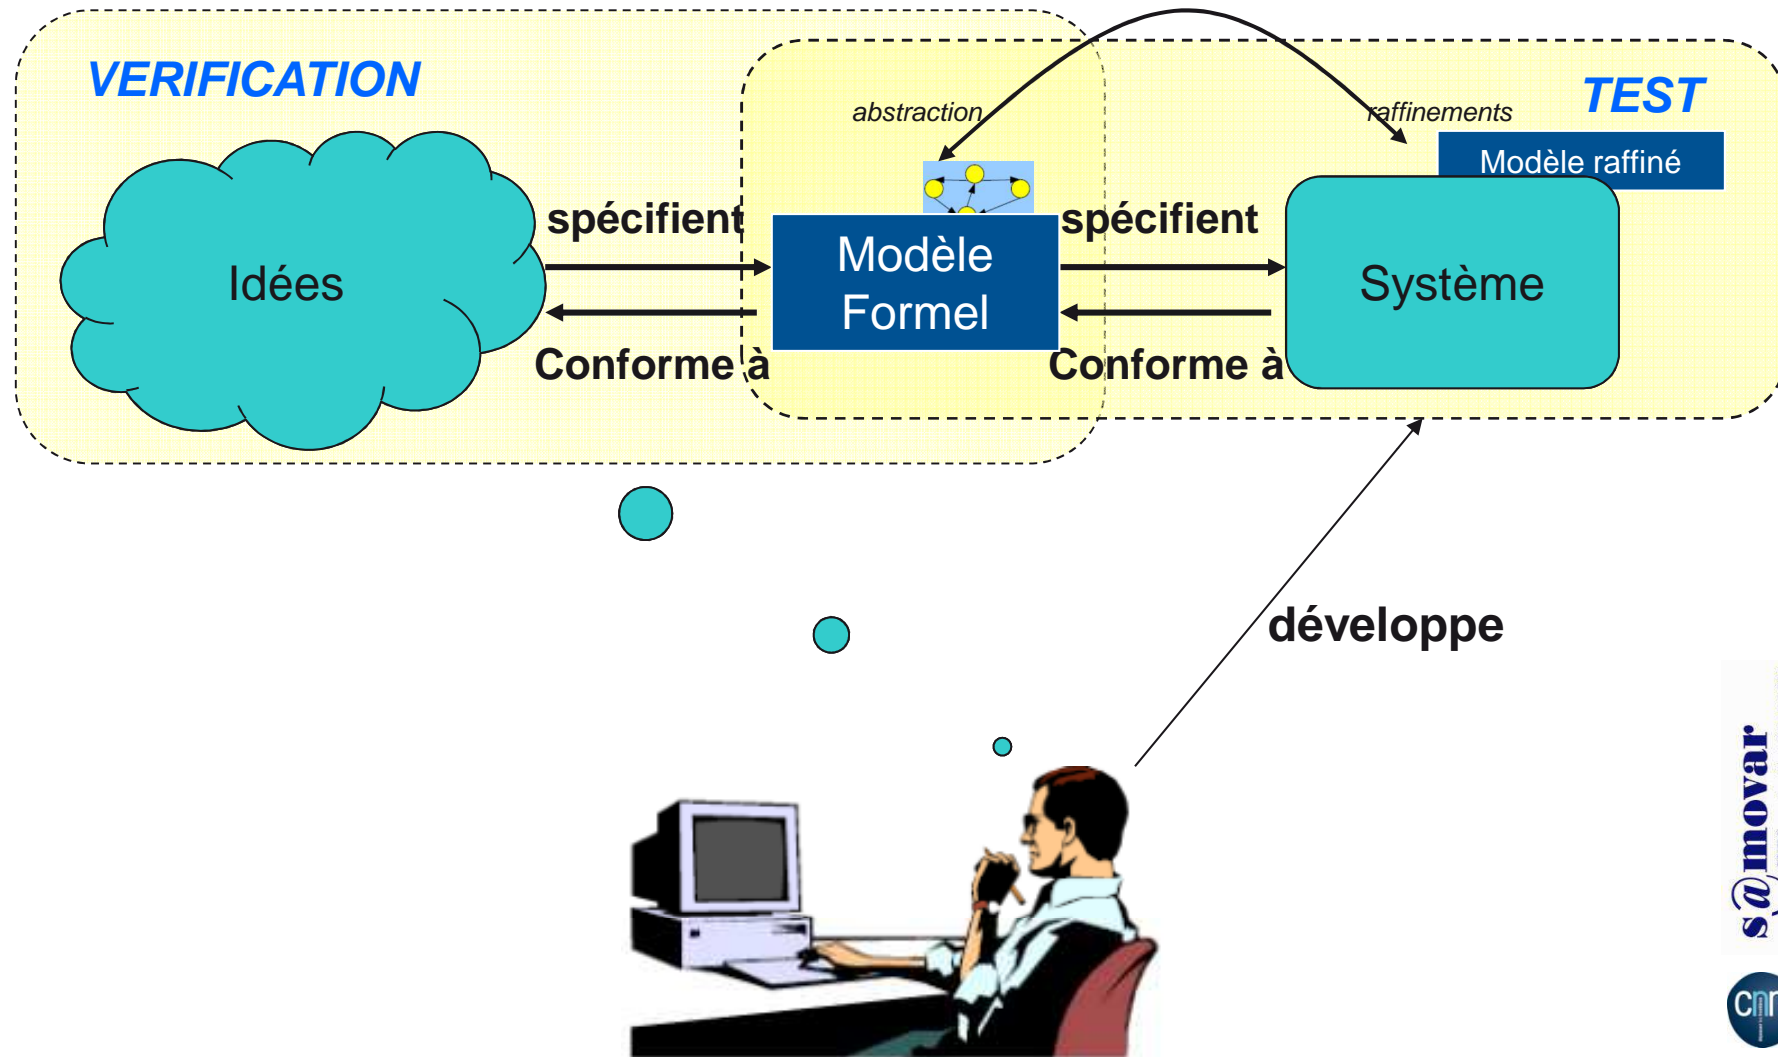 VERIFICATION
TEST
abstraction
raffinements
Modèle raffiné
spécifient
spécifient
Idées
Modèle
Formel
Système
Conforme à
Conforme à
développe
s@movar